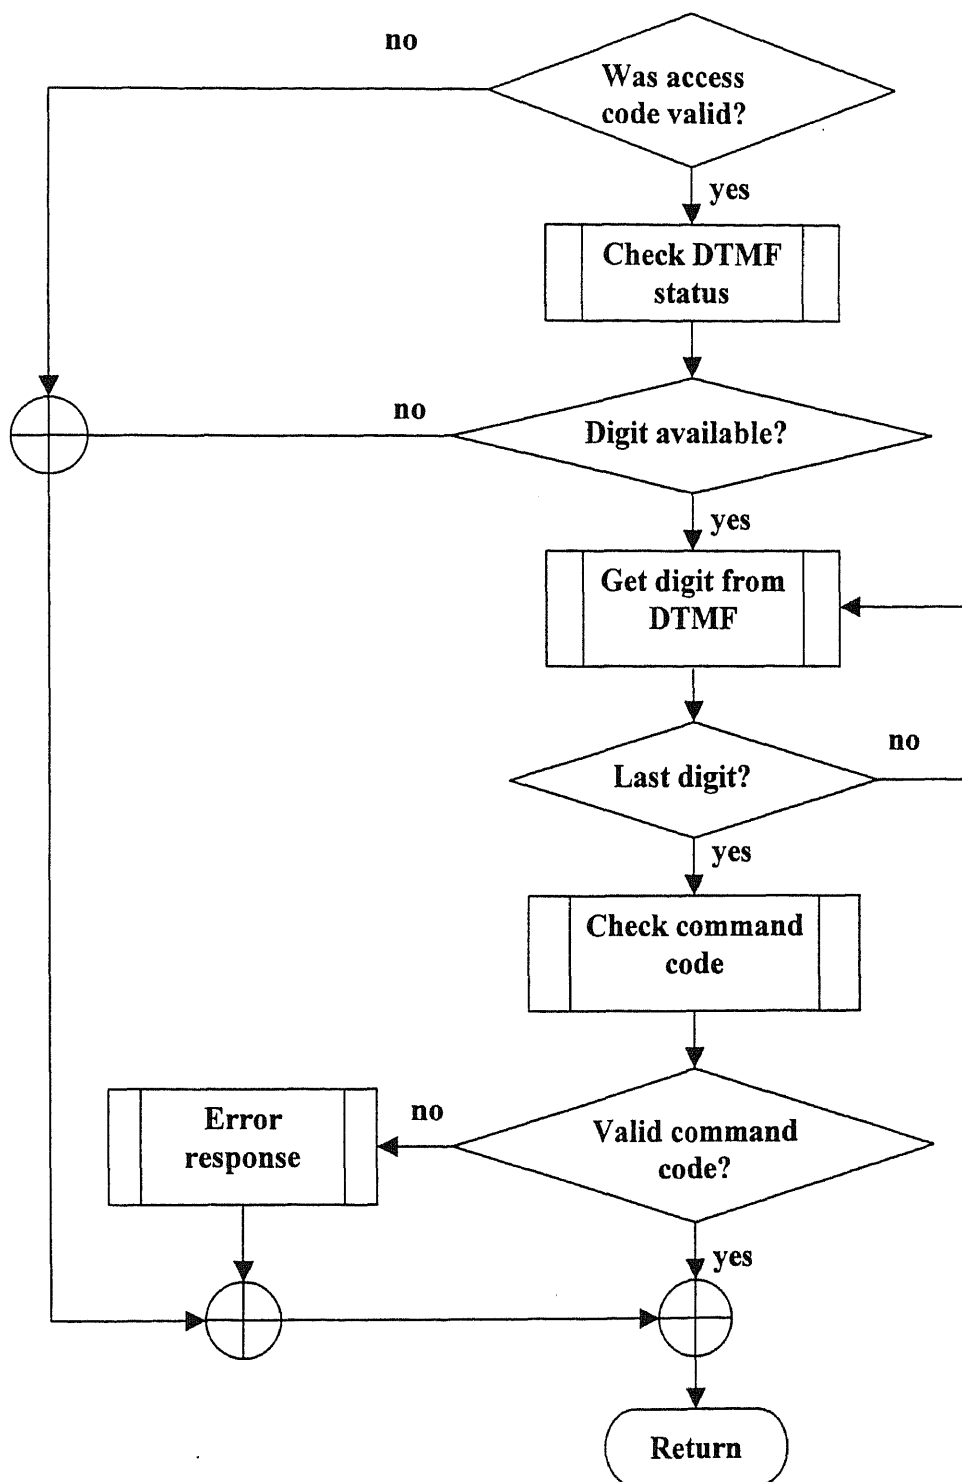 no
Was access
code valid?
yes
Check DTMF
status
no
Digit available?
yes
Get digit from
DTMF
Last digit?
no
yes
Check command
code
Error
response
no
Valid command
code?
yes
Return